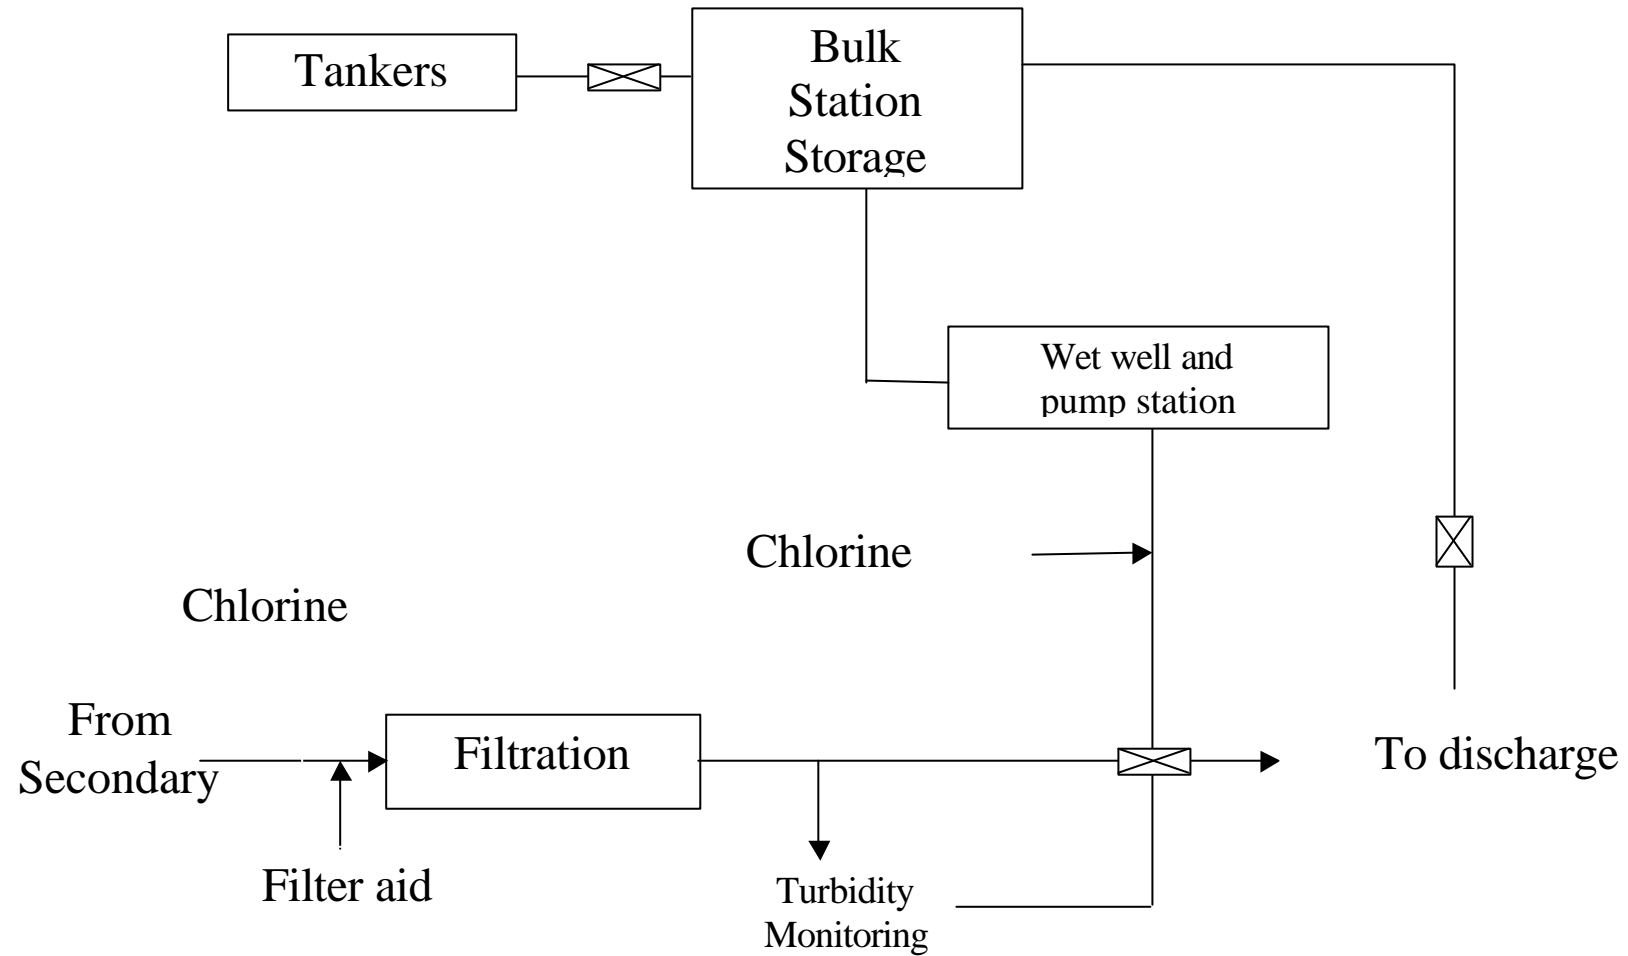 Tankers
Bulk
Station
Storage
Wet well and
pump station
Chlorine
Chlorine
From
Secondary
Filtration
To discharge
Filter aid
Turbidity
Monitoring